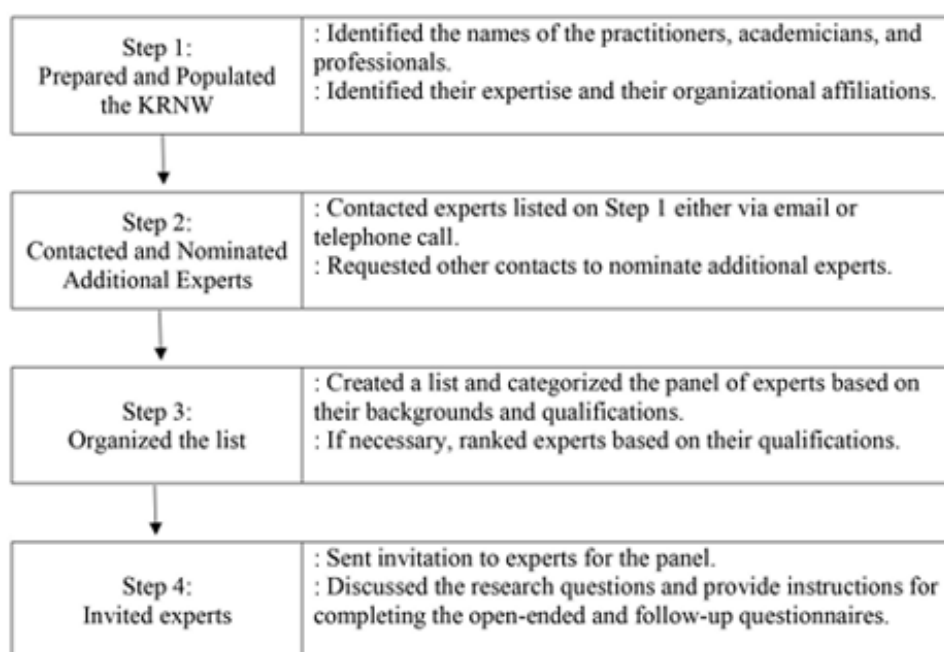 Step 1:
Prepared and Populated
the KRNW
: Identified the names of the practitioners, academicians, and
professionals.
: Identified their expertise and their organizational affiliations.
Step 2:
Contacted and Nominated
Additional Experts
: Contacted experts listed on Step 1 either via email or
telephone call.
: Requested other contacts to nominate additional experts.
Step 3:
Organized the list
: Created a list and categorized the panel of experts based on
their backgrounds and qualifications.
: If necessary, ranked experts based on their qualifications.
Step 4:
Invited experts
: Sent invitation to experts for the panel.
: Discussed the research questions and provide instructions for
completing the open-ended and follow-up questionnaires.